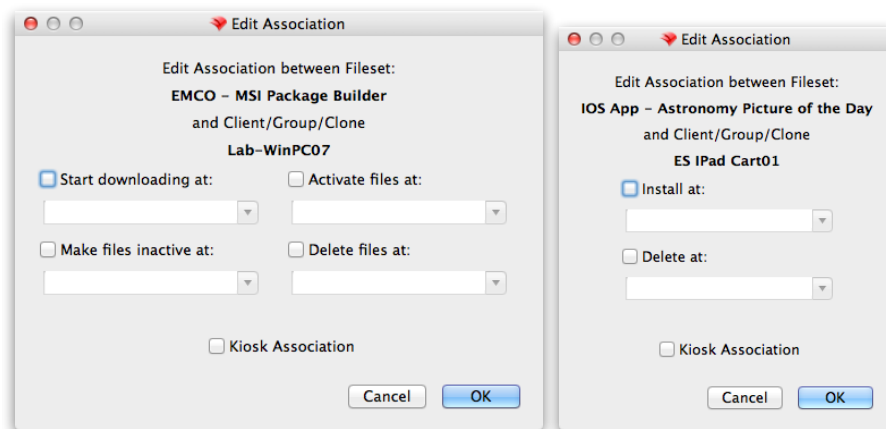 Edit Association
Edit Association between Fileset:
EMCO - MSI Package Builder
and Client/Group/Clone
Lab-WinPC07
Start downloading at:
Activate files at:
Make files inactive at:
Delete files at:
Kiosk Association
Cancel
OK
Edit Association
Edit Association between Fileset:
IOS App - Astronomy Picture of the Day
and Client/Group/Clone
ES IPad Cart01
Install at:
Delete at:
Kiosk Association
Cancel
OK